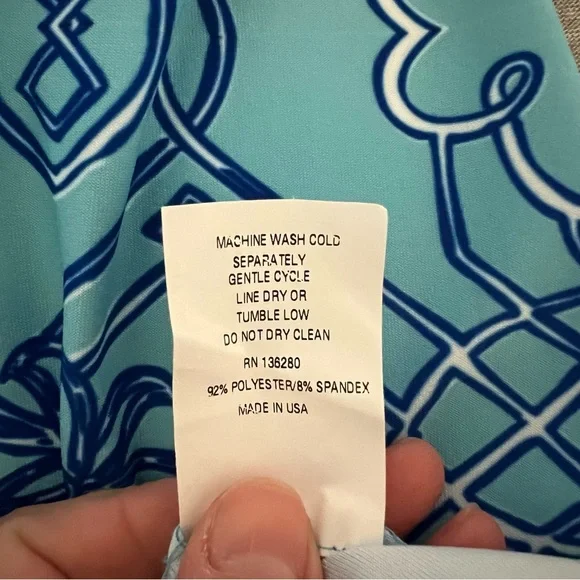 MACHINE WASH COLD
SEPARATELY
GENTLE CYCLE
LINE DRY OR
TUMBLE LOW
DO NOT DRY CLEAN
RN 136280
92% POLYESTER/8% SPANDEX
MADE IN USA